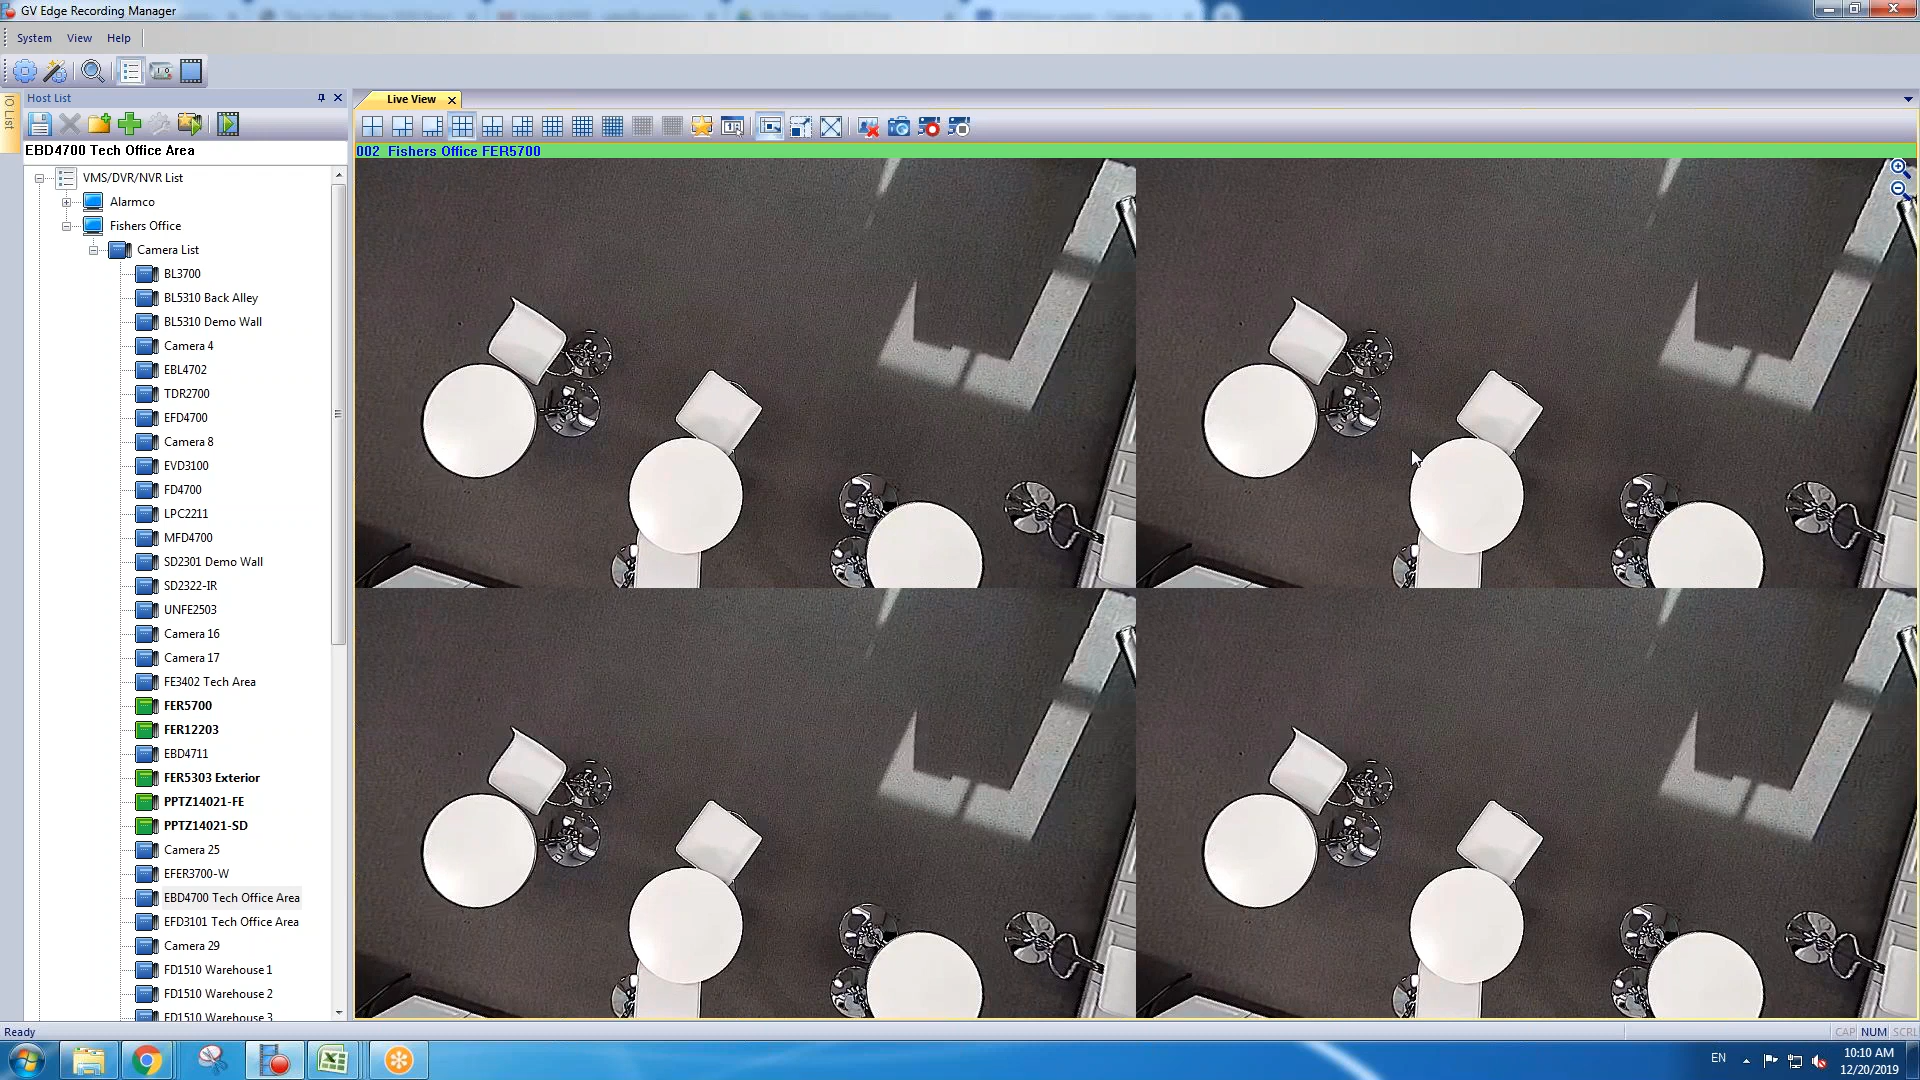 GV Edge Recording Manager
System View Help
IO List
Host List
Live View
EBD4700 Tech Office Area
002 Fishers Office FER5700
VMS/DVR/NVR List
Alarmco
Fishers Office
Camera List
BL3700
BL5310 Back Alley
BL5310 Demo Wall
Camera 4
EBL4702
TDR2700
EFD4700
Camera 8
EVD3100
FD4700
LPC2211
MFD4700
SD2301 Demo Wall
SD2322-IR
UNFE2503
Camera 16
Camera 17
FE3402 Tech Area
FER5700
FER12203
EBD4711
FER5303 Exterior
PPTZ14021-FE
PPTZ14021-SD
Camera 25
EFER3700-W
EBD4700 Tech Office Area
EFD3101 Tech Office Area
Camera 29
FD1510 Warehouse 1
FD1510 Warehouse 2
FD1510 Warehouse 3
Ready
CAP NUM SCRL
EN
10:10 AM
12/20/2019